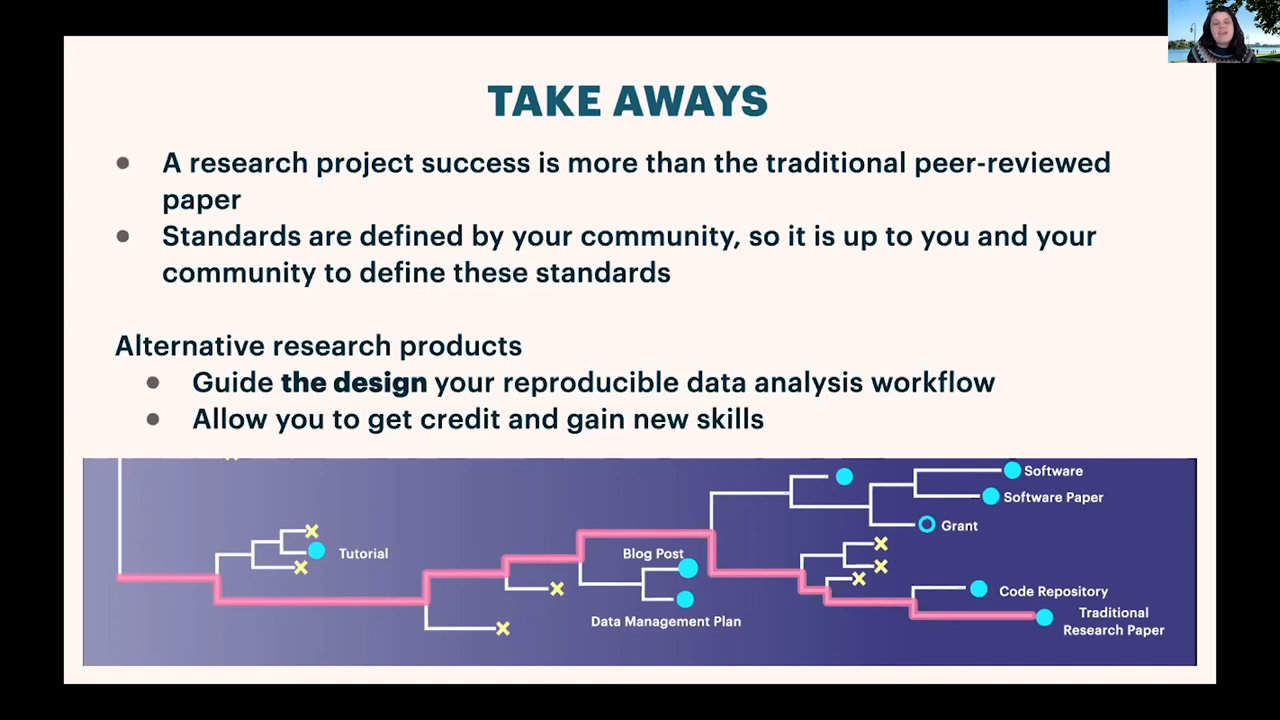 TAKE AWAYS
• A research project success is more than the traditional peer-reviewed
paper
• Standards are defined by your community, so it is up to you and your
community to define these standards
Alternative research products
• Guide the design your reproducible data analysis workflow
• Allow you to get credit and gain new skills
Software
Software Paper
Grant
Tutorial
Blog Post
Data Management Plan
Code Repository
Traditional
Research Paper